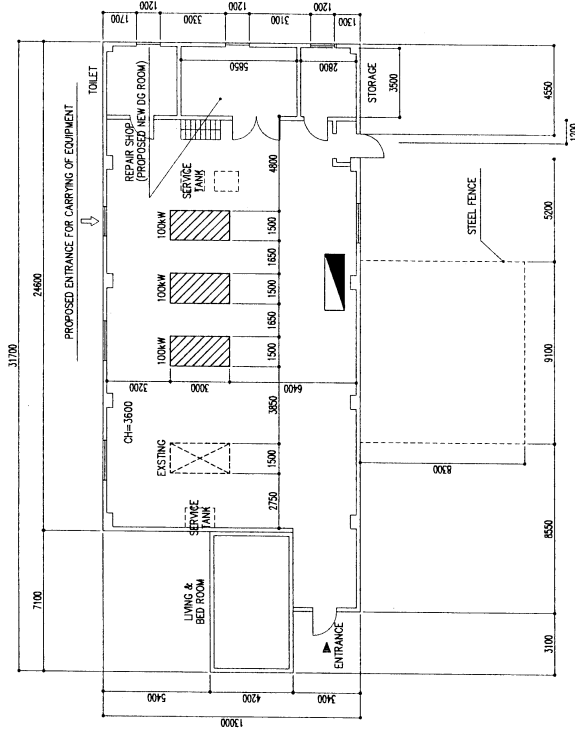 1700
1200
3300
1200
3100
1200
1300
TOILET
REPAIR SHOP
(PROPOSED NEW DG ROOM)
5850
2800
STORAGE
3500
4550
1200
PROPOSED ENTRANCE FOR CARRYING OF EQUIPMENT
24600
31700
SERVICE
TANK
4800
5200
STEEL FENCE
100kW
100kW
100kW
1500
1650
1500
1650
1500
3200
3000
6400
9100
CH=3600
3850
EXSTING
1500
8300
2750
SERVICE
TANK
8550
7100
LIVING &
BED ROOM
ENTRANCE
3100
5400
4200
3400
13000